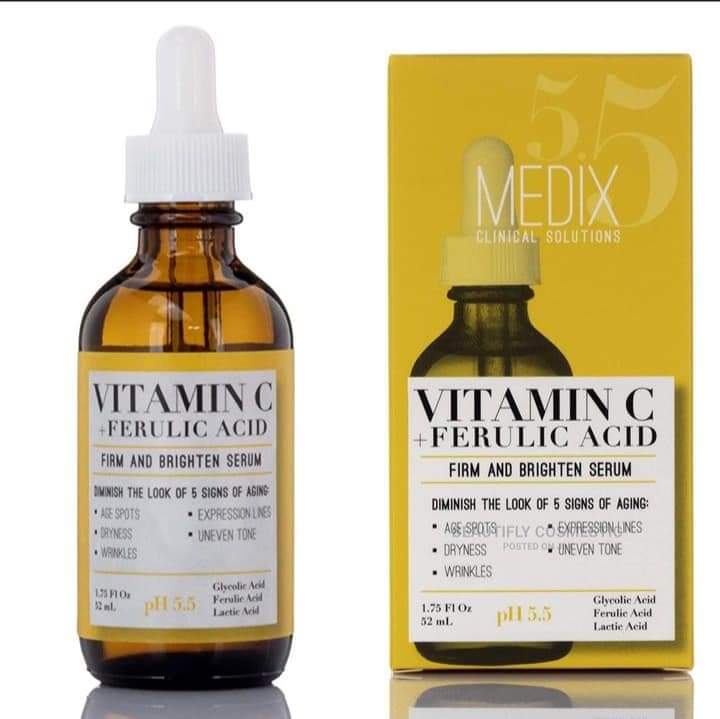 VITAMIN C
+FERULIC ACID
FIRM AND BRIGHTEN SERUM
DIMINISH THE LOOK OF 5 SIGNS OF AGING:
• AGE SPOTS
• DRYNESS
• WRINKLES
• EXPRESSION LINES
• UNEVEN TONE
1.75 Fl Oz
52 mL
pH 5.5
Glycolic Acid
Ferulic Acid
Lactic Acid
5.5
MEDIX
CLINICAL SOLUTIONS
VITAMIN C
+FERULIC ACID
FIRM AND BRIGHTEN SERUM
DIMINISH THE LOOK OF 5 SIGNS OF AGING:
• AGE SPOTS
• DRYNESS
• WRINKLES
• EXPRESSION LINES
• UNEVEN TONE
BEAUTIFLY COSMESTIC
POSTED ON
1.75 Fl Oz
52 mL
pH 5.5
Glycolic Acid
Ferulic Acid
Lactic Acid